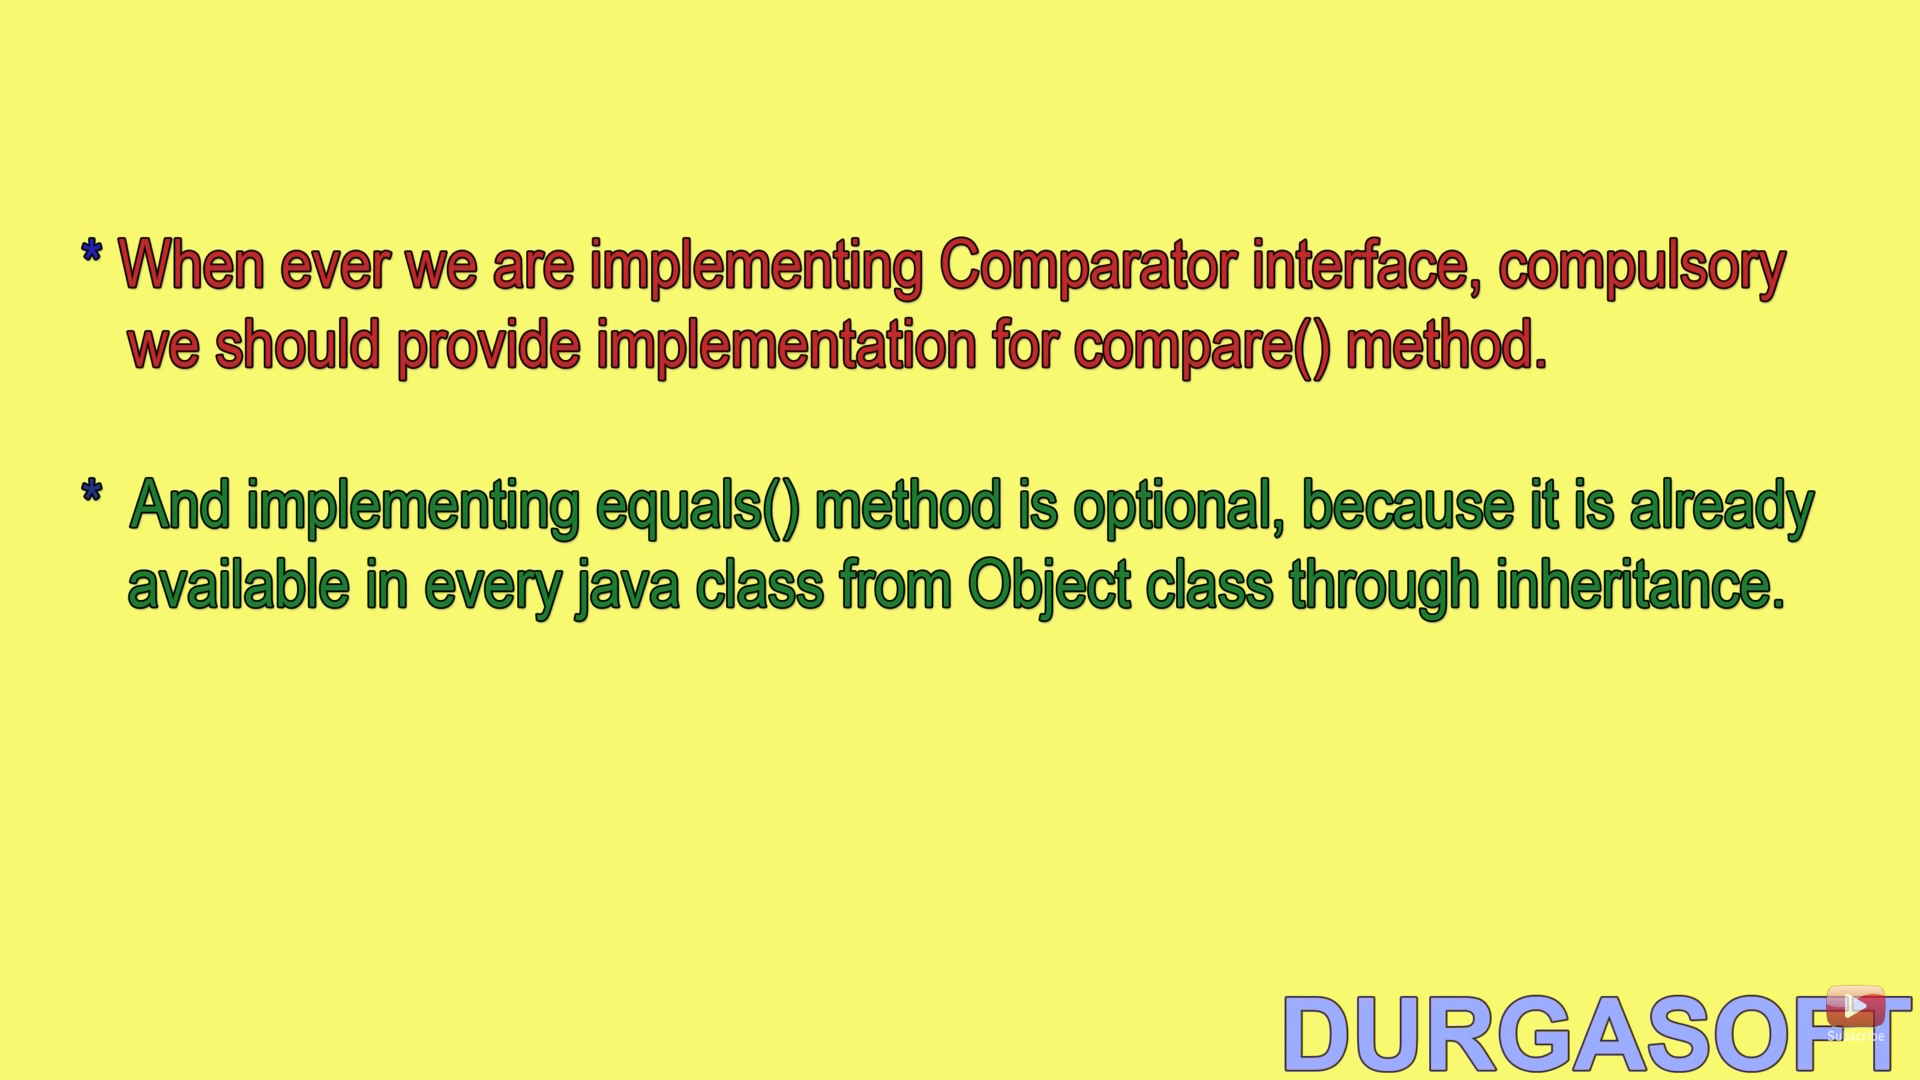 * When ever we are implementing Comparator interface, compulsory
we should provide implementation for compare() method.
* And implementing equals() method is optional, because it is already
available in every java class from Object class through inheritance.
DURGASOFT
Subscribe